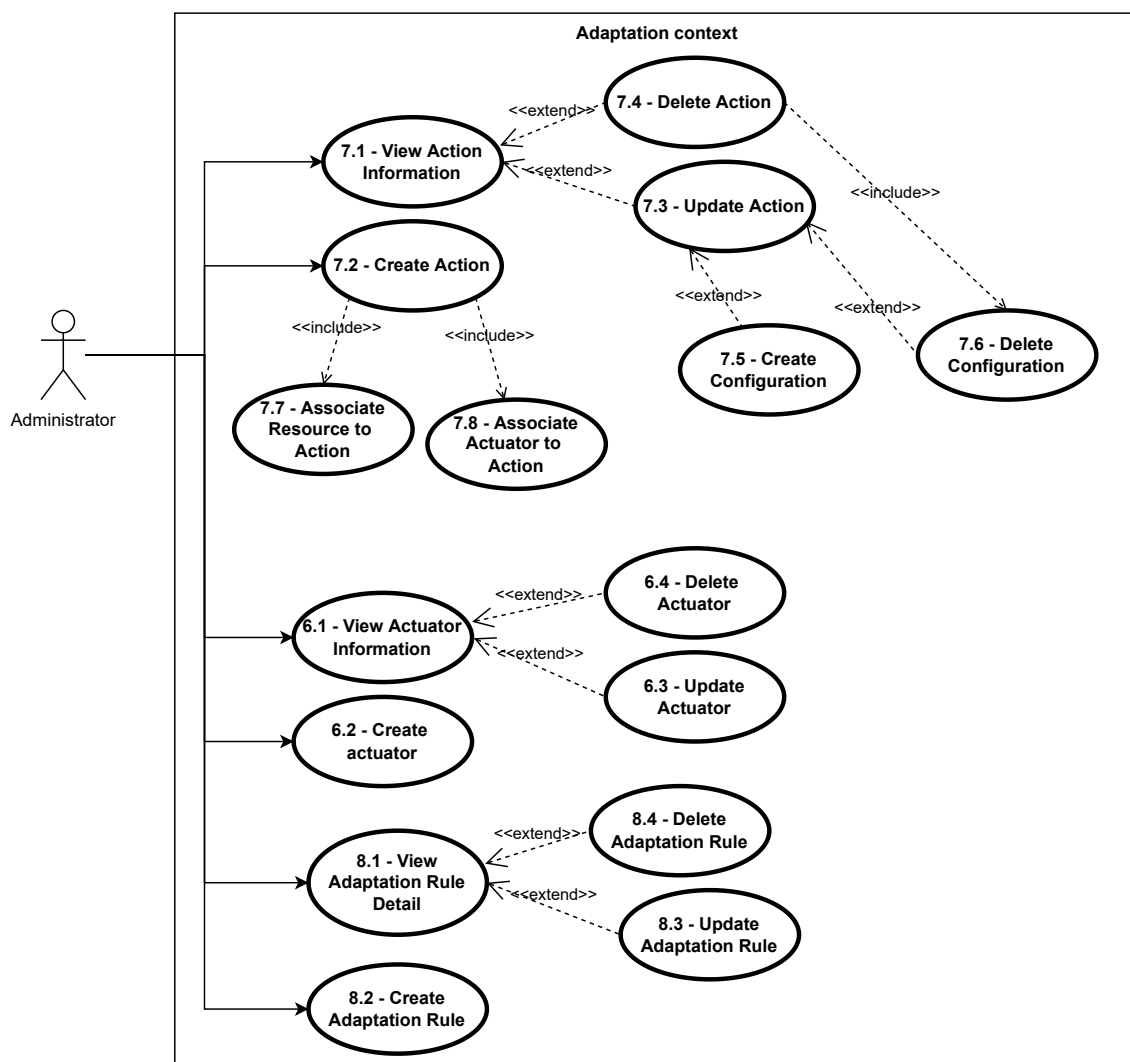 Adaptation context
7.4 - Delete Action
<<extend>>
7.1 - View Action
Information
<<extend>>
<<include>>
7.3 - Update Action
7.2 - Create Action
<<extend>>
<<extend>>
<<include>>
<<include>>
7.5 - Create
Configuration
7.6 - Delete
Configuration
Administrator
7.7 - Associate
Resource to
Action
7.8 - Associate
Actuator to
Action
6.4 - Delete
Actuator
<<extend>>
6.1 - View Actuator
Information
<<extend>>
6.3 - Update
Actuator
6.2 - Create
actuator
8.4 - Delete
Adaptation Rule
<<extend>>
8.1 - View
Adaptation Rule
Detail
<<extend>>
8.3 - Update
Adaptation Rule
8.2 - Create
Adaptation Rule